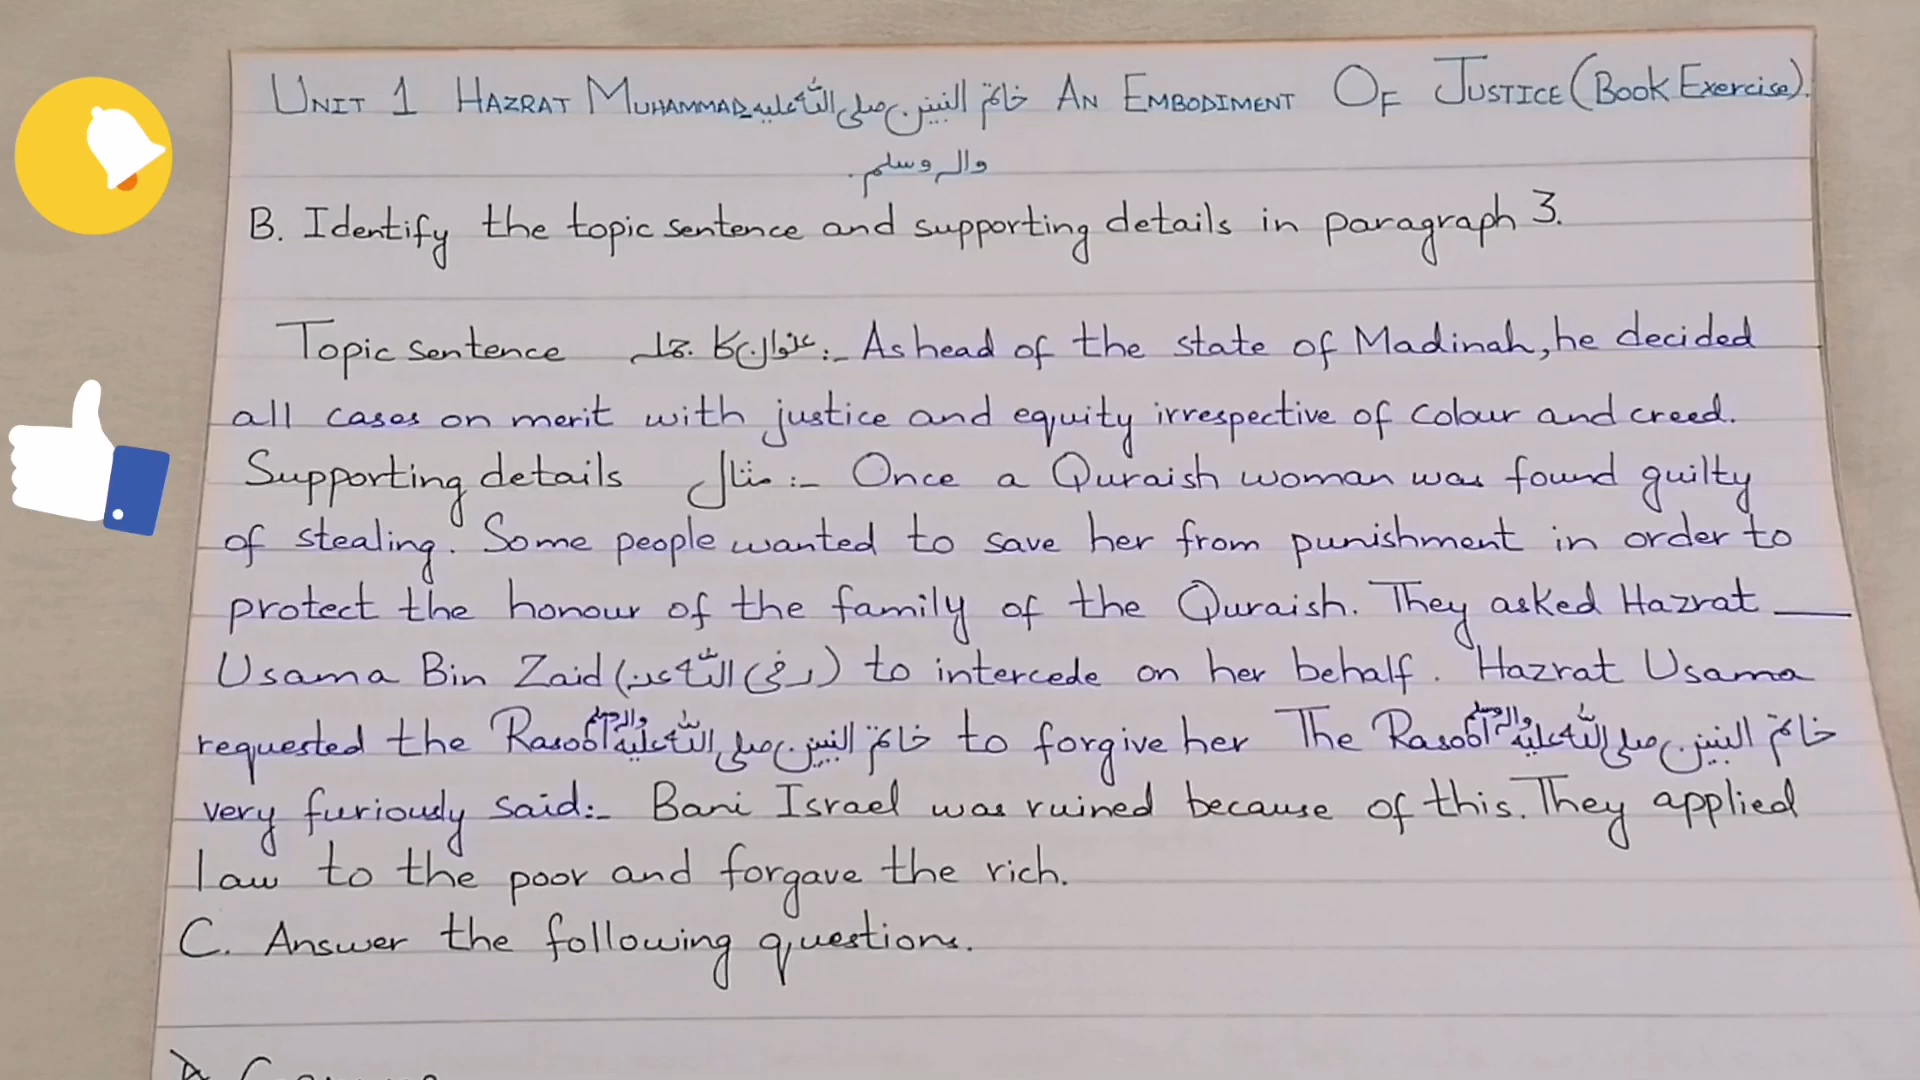 UNIT 1 HAZRAT MUHAMMAD خاتم النبیین صلی اللہ علیہ AN EMBODIMENT OF JUSTICE (Book Exercise).
والہ وسلم.
B. Identify the topic sentence and supporting details in paragraph 3.
Topic sentence عنوان کا جملہ :- As head of the state of Madinah, he decided
all cases on merit with justice and equity irrespective of colour and creed.
Supporting details مثال :- Once a Quraish woman was found guilty
of stealing. Some people wanted to save her from punishment in order to
protect the honour of the family of the Quraish. They asked Hazrat
Usama Bin Zaid (رضی اللہ عنہ) to intercede on her behalf. Hazrat Usama
requested the Rasool خاتم النبیین صلی اللہ علیہ والہ وسلم to forgive her The Rasool خاتم النبیین صلی اللہ علیہ والہ وسلم
very furiously said:- Bani Israel was ruined because of this. They applied
law to the poor and forgave the rich.
C. Answer the following questions.